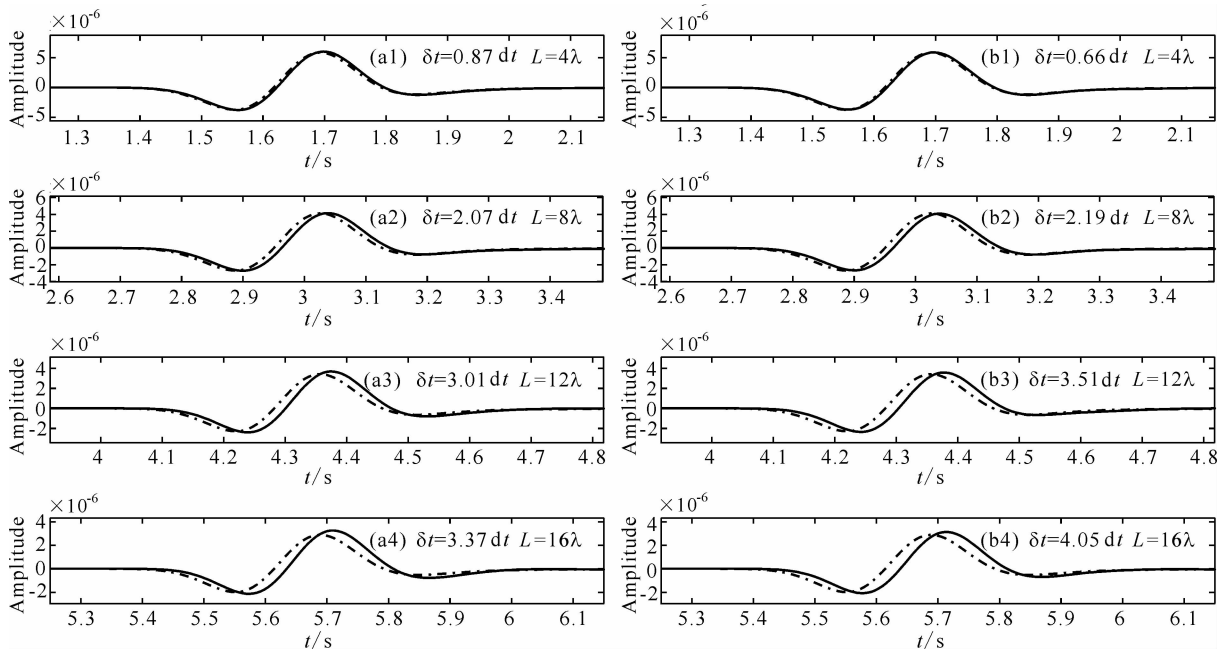 ×10⁻⁶
Amplitude
5
0
-5
(a1) δt=0.87 dt L=4λ
1.3 1.4 1.5 1.6 1.7 1.8 1.9 2 2.1
t/s
×10⁻⁶
Amplitude
5
0
-5
(b1) δt=0.66 dt L=4λ
1.3 1.4 1.5 1.6 1.7 1.8 1.9 2 2.1
t/s
×10⁻⁶
Amplitude
6
4
2
0
-2
-4
(a2) δt=2.07 dt L=8λ
2.6 2.7 2.8 2.9 3 3.1 3.2 3.3 3.4
t/s
×10⁻⁶
Amplitude
6
4
2
0
-2
-4
(b2) δt=2.19 dt L=8λ
2.6 2.7 2.8 2.9 3 3.1 3.2 3.3 3.4
t/s
×10⁻⁶
Amplitude
4
2
0
-2
(a3) δt=3.01 dt L=12λ
4 4.1 4.2 4.3 4.4 4.5 4.6 4.7 4.8
t/s
×10⁻⁶
Amplitude
4
2
0
-2
(b3) δt=3.51 dt L=12λ
4 4.1 4.2 4.3 4.4 4.5 4.6 4.7 4.8
t/s
×10⁻⁶
Amplitude
4
2
0
-2
(a4) δt=3.37 dt L=16λ
5.3 5.4 5.5 5.6 5.7 5.8 5.9 6 6.1
t/s
×10⁻⁶
Amplitude
4
2
0
-2
(b4) δt=4.05 dt L=16λ
5.3 5.4 5.5 5.6 5.7 5.8 5.9 6 6.1
t/s